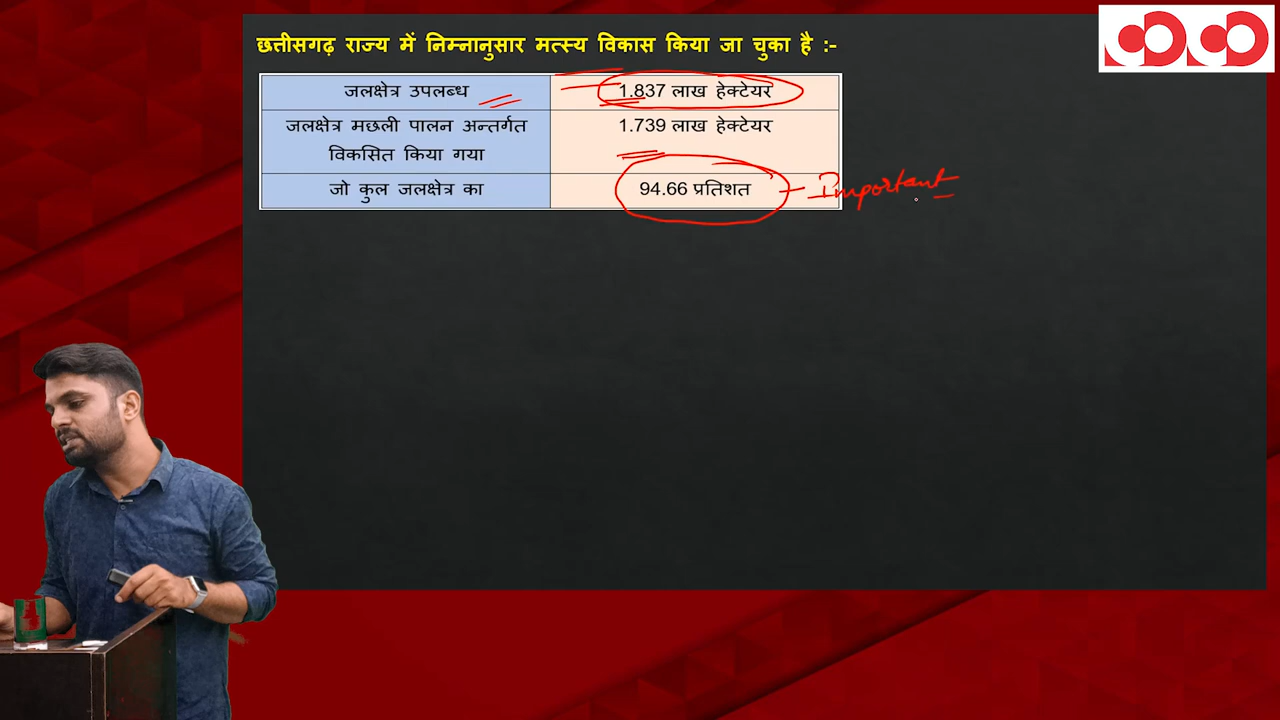 छत्तीसगढ़ राज्य में निम्नानुसार मत्स्य विकास किया जा चुका है :-
जलक्षेत्र उपलब्ध 1.837 लाख हेक्टेयर
जलक्षेत्र मछली पालन अन्तर्गत 1.739 लाख हेक्टेयर
विकसित किया गया
जो कुल जलक्षेत्र का 94.66 प्रतिशत - Important